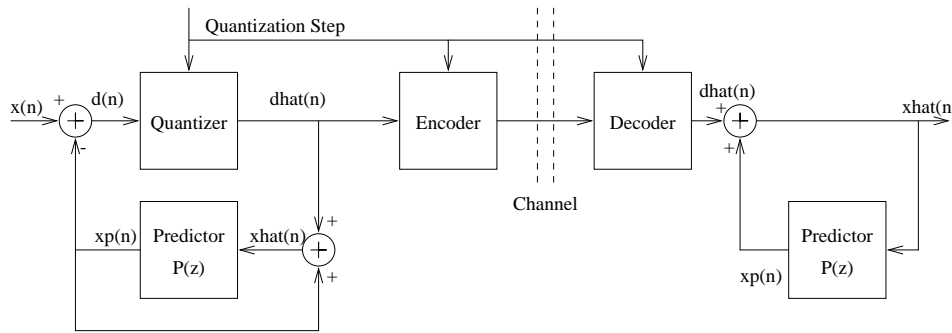 Quantization Step
x(n)
+
d(n)
-
Quantizer
dhat(n)
Encoder
Channel
Decoder
dhat(n)
+
+
xhat(n
xp(n)
Predictor
P(z)
xhat(n)
+
+
xp(n)
Predictor
P(z)